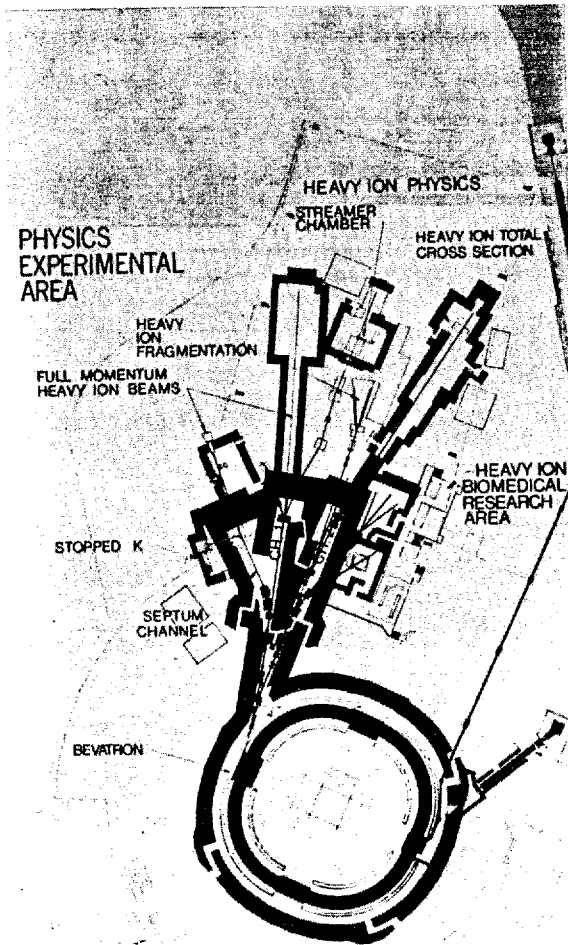 HEAVY ION PHYSICS
STREAMER
CHAMBER
HEAVY ION TOTAL
CROSS SECTION
PHYSICS
EXPERIMENTAL
AREA
HEAVY
ION
FRAGMENTATION
FULL MOMENTUM
HEAVY ION BEAMS
HEAVY ION
BIOMEDICAL
RESEARCH
AREA
STOPPED K
SEPTUM
CHANNEL
BEVATRON